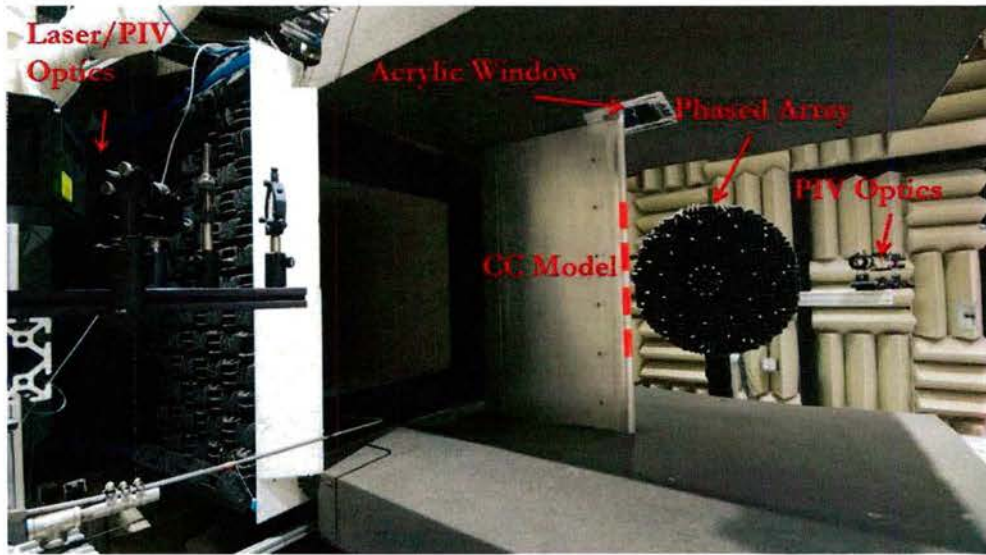 Laser/PIV
Optics
Acrylic Window
Phased Array
PIV Optics
CC Model